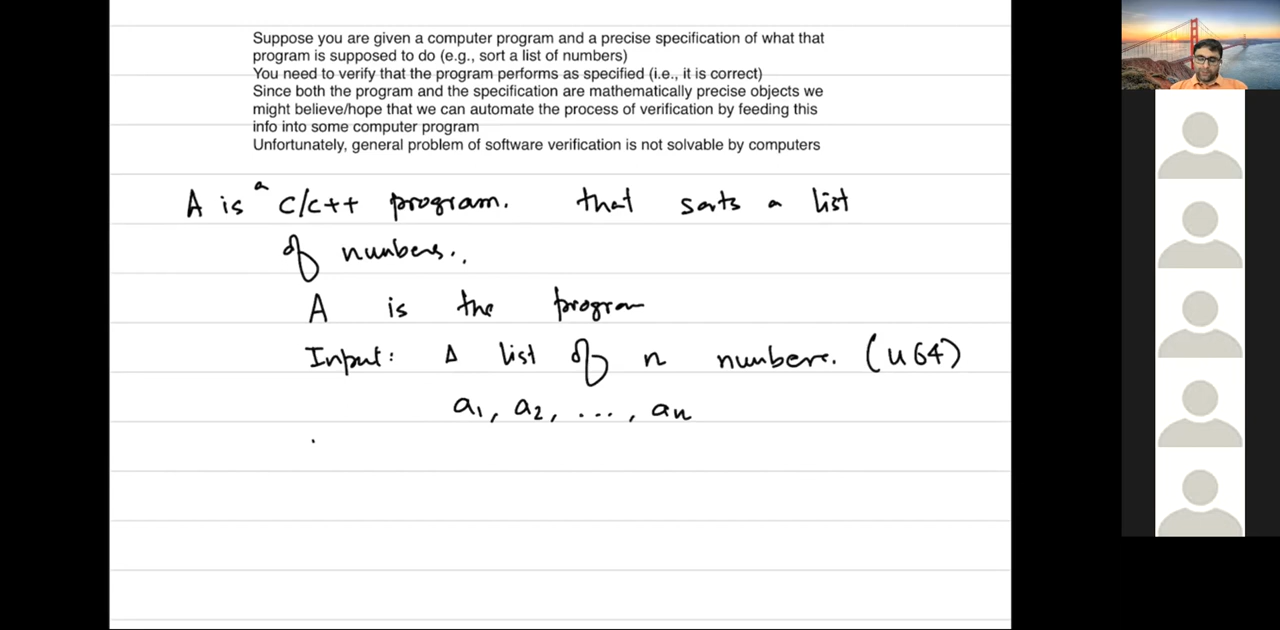 Suppose you are given a computer program and a precise specification of what that
program is supposed to do (e.g., sort a list of numbers)
You need to verify that the program performs as specified (i.e., it is correct)
Since both the program and the specification are mathematically precise objects we
might believe/hope that we can automate the process of verification by feeding this
info into some computer program
Unfortunately, general problem of software verification is not solvable by computers
A is a C/C++ program. that sorts a list
of numbers..
A is the program
Input: A list of n numbers. (u64)
a1, a2, ..., an